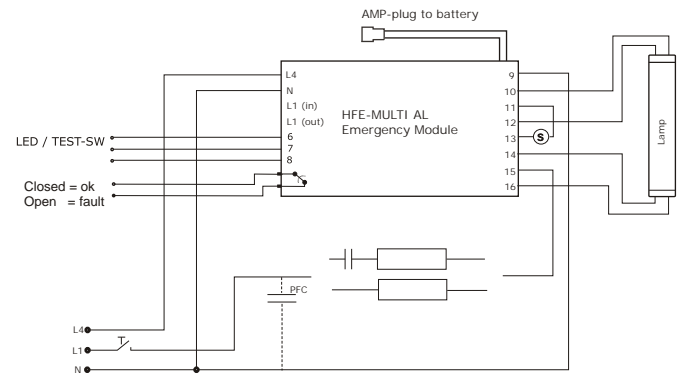 AMP-plug to battery
L4
N
L1 (in)
L1 (out)
6
7
8
HFE-MULTI AL
Emergency Module
9
10
11
12
13
14
15
16
S
Lamp
LED / TEST-SW
Closed = ok
Open = fault
PFC
L4
L1
N